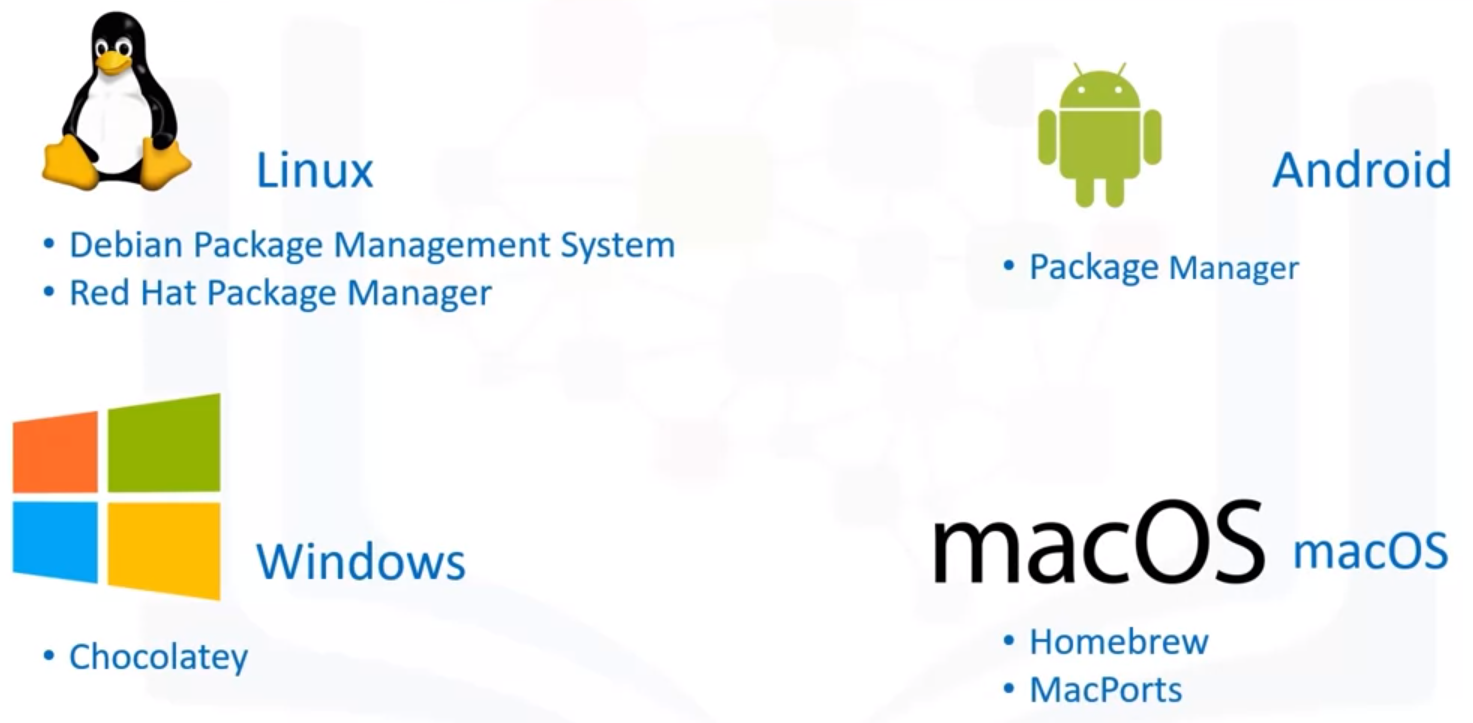 Linux
• Debian Package Management System
• Red Hat Package Manager
Android
• Package Manager
Windows
• Chocolatey
macOS macOS
• Homebrew
• MacPorts